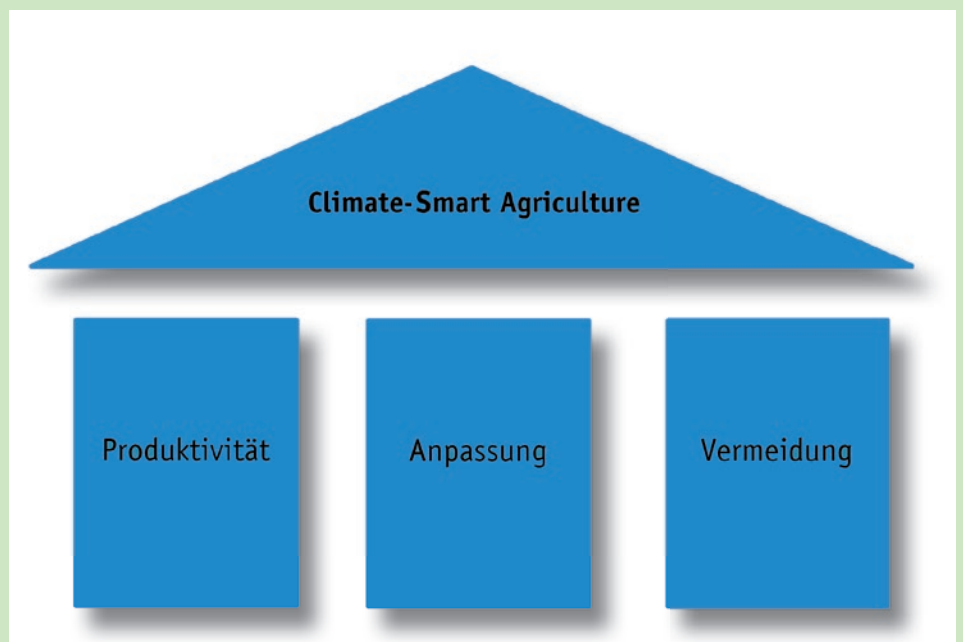 Climate-Smart Agriculture
Produktivität
Anpassung
Vermeidung